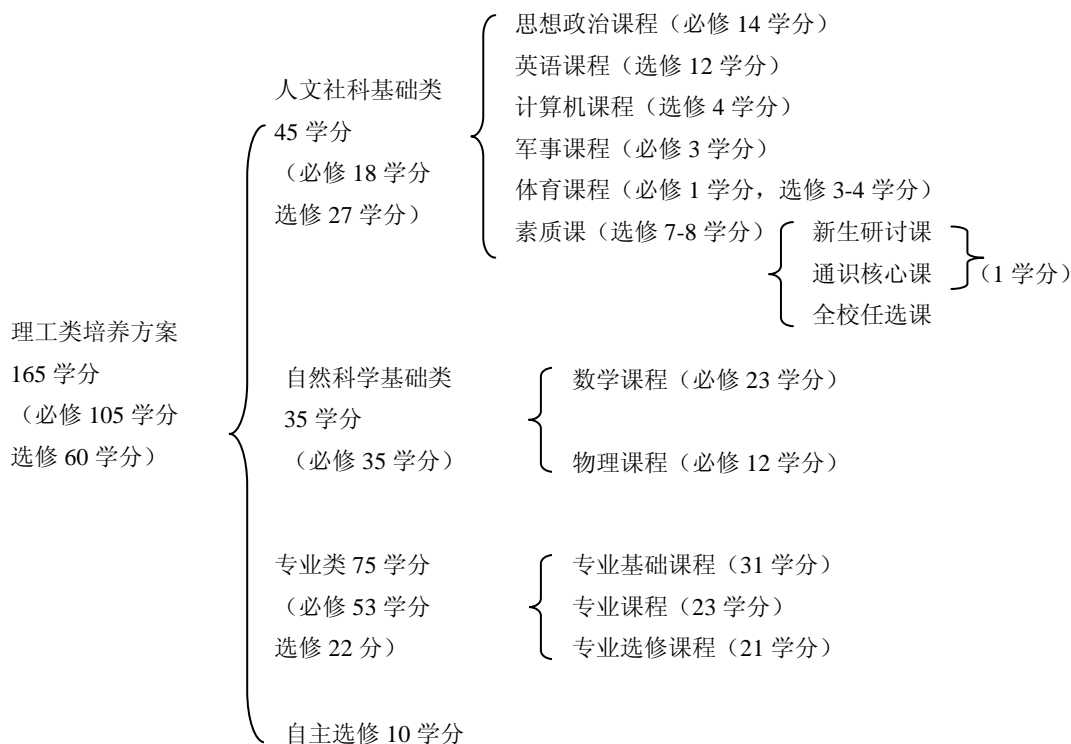 理工类培养方案
165 学分
（必修 105 学分
选修 60 学分）
人文社科基础类
45 学分
（必修 18 学分
选修 27 学分）
思想政治课程（必修 14 学分）
英语课程（选修 12 学分）
计算机课程（选修 4 学分）
军事课程（必修 3 学分）
体育课程（必修 1 学分，选修 3-4 学分）
素质课（选修 7-8 学分）
新生研讨课
通识核心课
（1 学分）
全校任选课
自然科学基础类
35 学分
（必修 35 学分）
数学课程（必修 23 学分）
物理课程（必修 12 学分）
专业类 75 学分
（必修 53 学分
选修 22 分）
专业基础课程（31 学分）
专业课程（23 学分）
专业选修课程（21 学分）
自主选修 10 学分